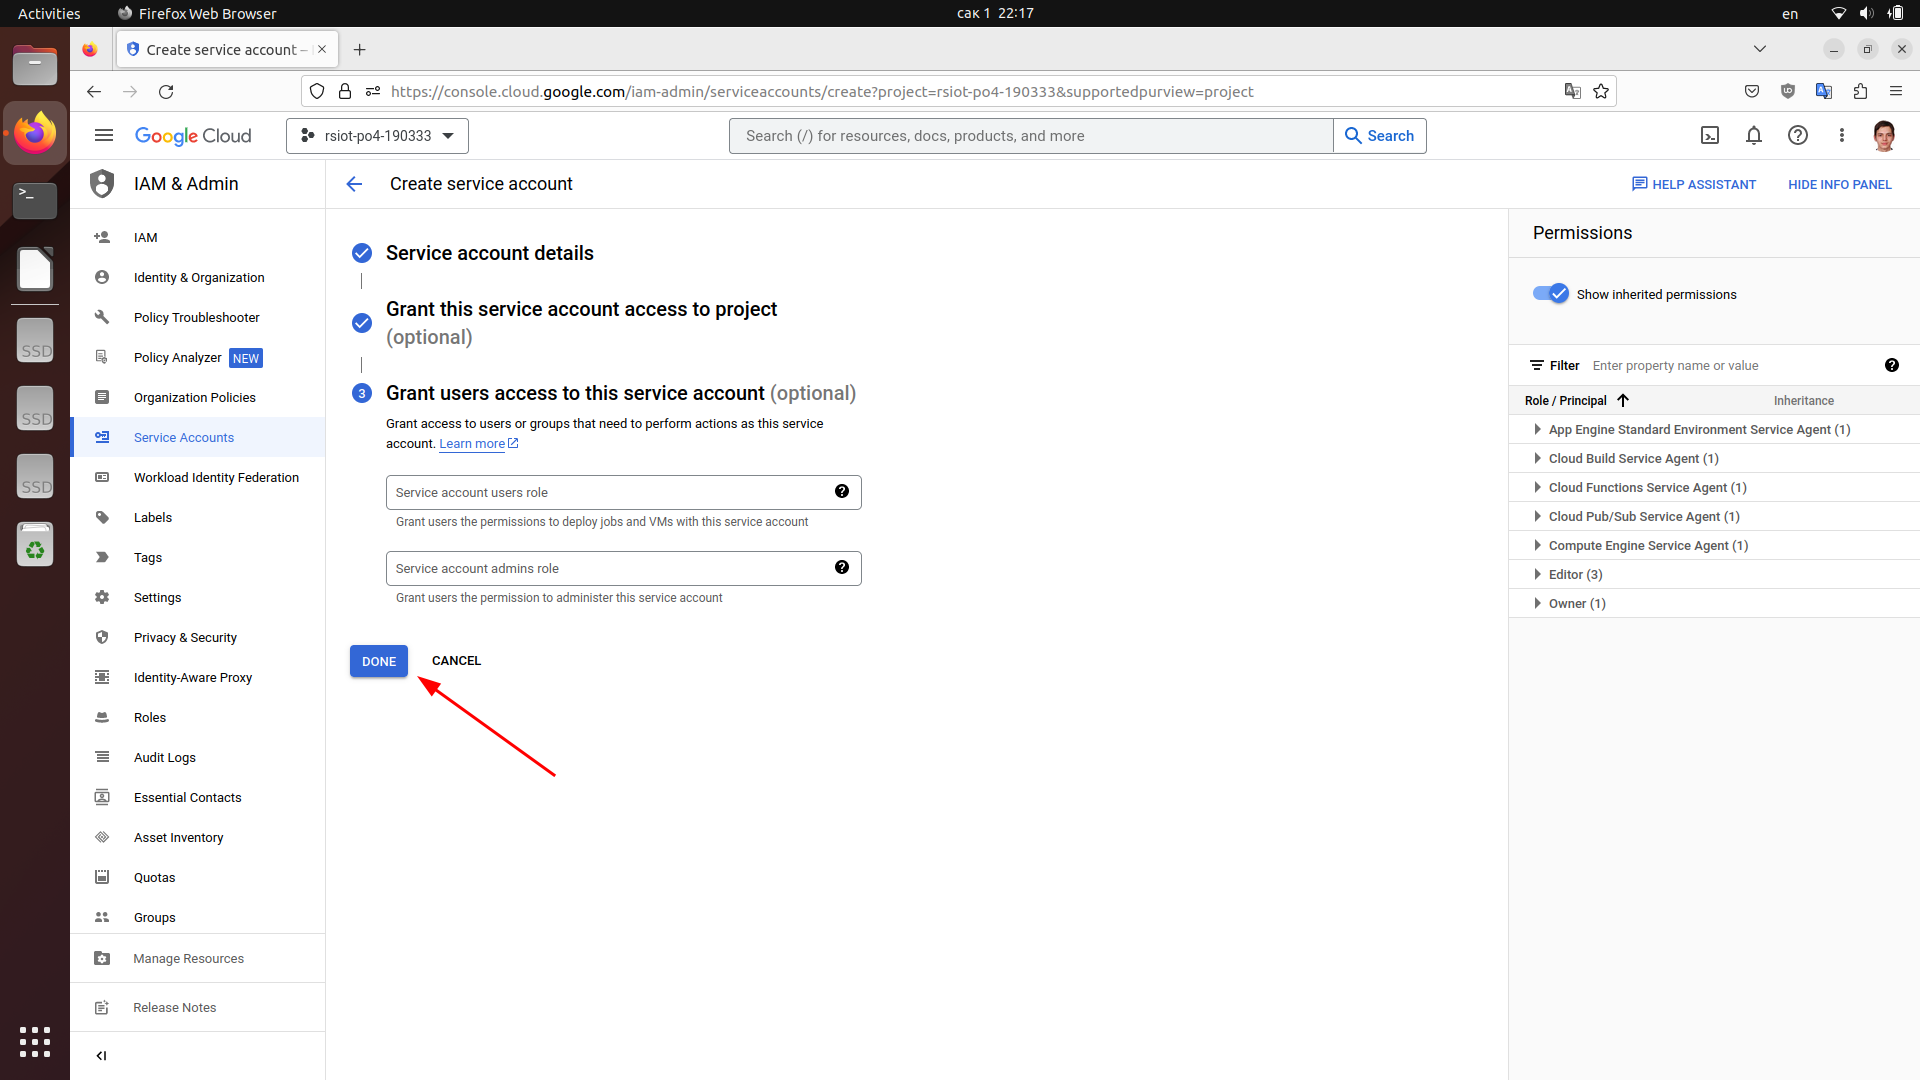 Activities
Firefox Web Browser
сак 1 22:17
en
Create service account –
https://console.cloud.google.com/iam-admin/serviceaccounts/create?project=rsiot-po4-190333&supportedpurview=project
Google Cloud
rsiot-po4-190333
Search (/) for resources, docs, products, and more
Search
IAM & Admin
Create service account
HELP ASSISTANT
HIDE INFO PANEL
IAM
Identity & Organization
Policy Troubleshooter
Policy Analyzer NEW
Organization Policies
Service Accounts
Workload Identity Federation
Labels
Tags
Settings
Privacy & Security
Identity-Aware Proxy
Roles
Audit Logs
Essential Contacts
Asset Inventory
Quotas
Groups
Manage Resources
Release Notes
SSD
SSD
SSD
Service account details
Grant this service account access to project
(optional)
3 Grant users access to this service account (optional)
Grant access to users or groups that need to perform actions as this service
account. Learn more
Service account users role
Grant users the permissions to deploy jobs and VMs with this service account
Service account admins role
Grant users the permission to administer this service account
DONE
CANCEL
Permissions
Show inherited permissions
Filter Enter property name or value
Role / Principal
Inheritance
App Engine Standard Environment Service Agent (1)
Cloud Build Service Agent (1)
Cloud Functions Service Agent (1)
Cloud Pub/Sub Service Agent (1)
Compute Engine Service Agent (1)
Editor (3)
Owner (1)